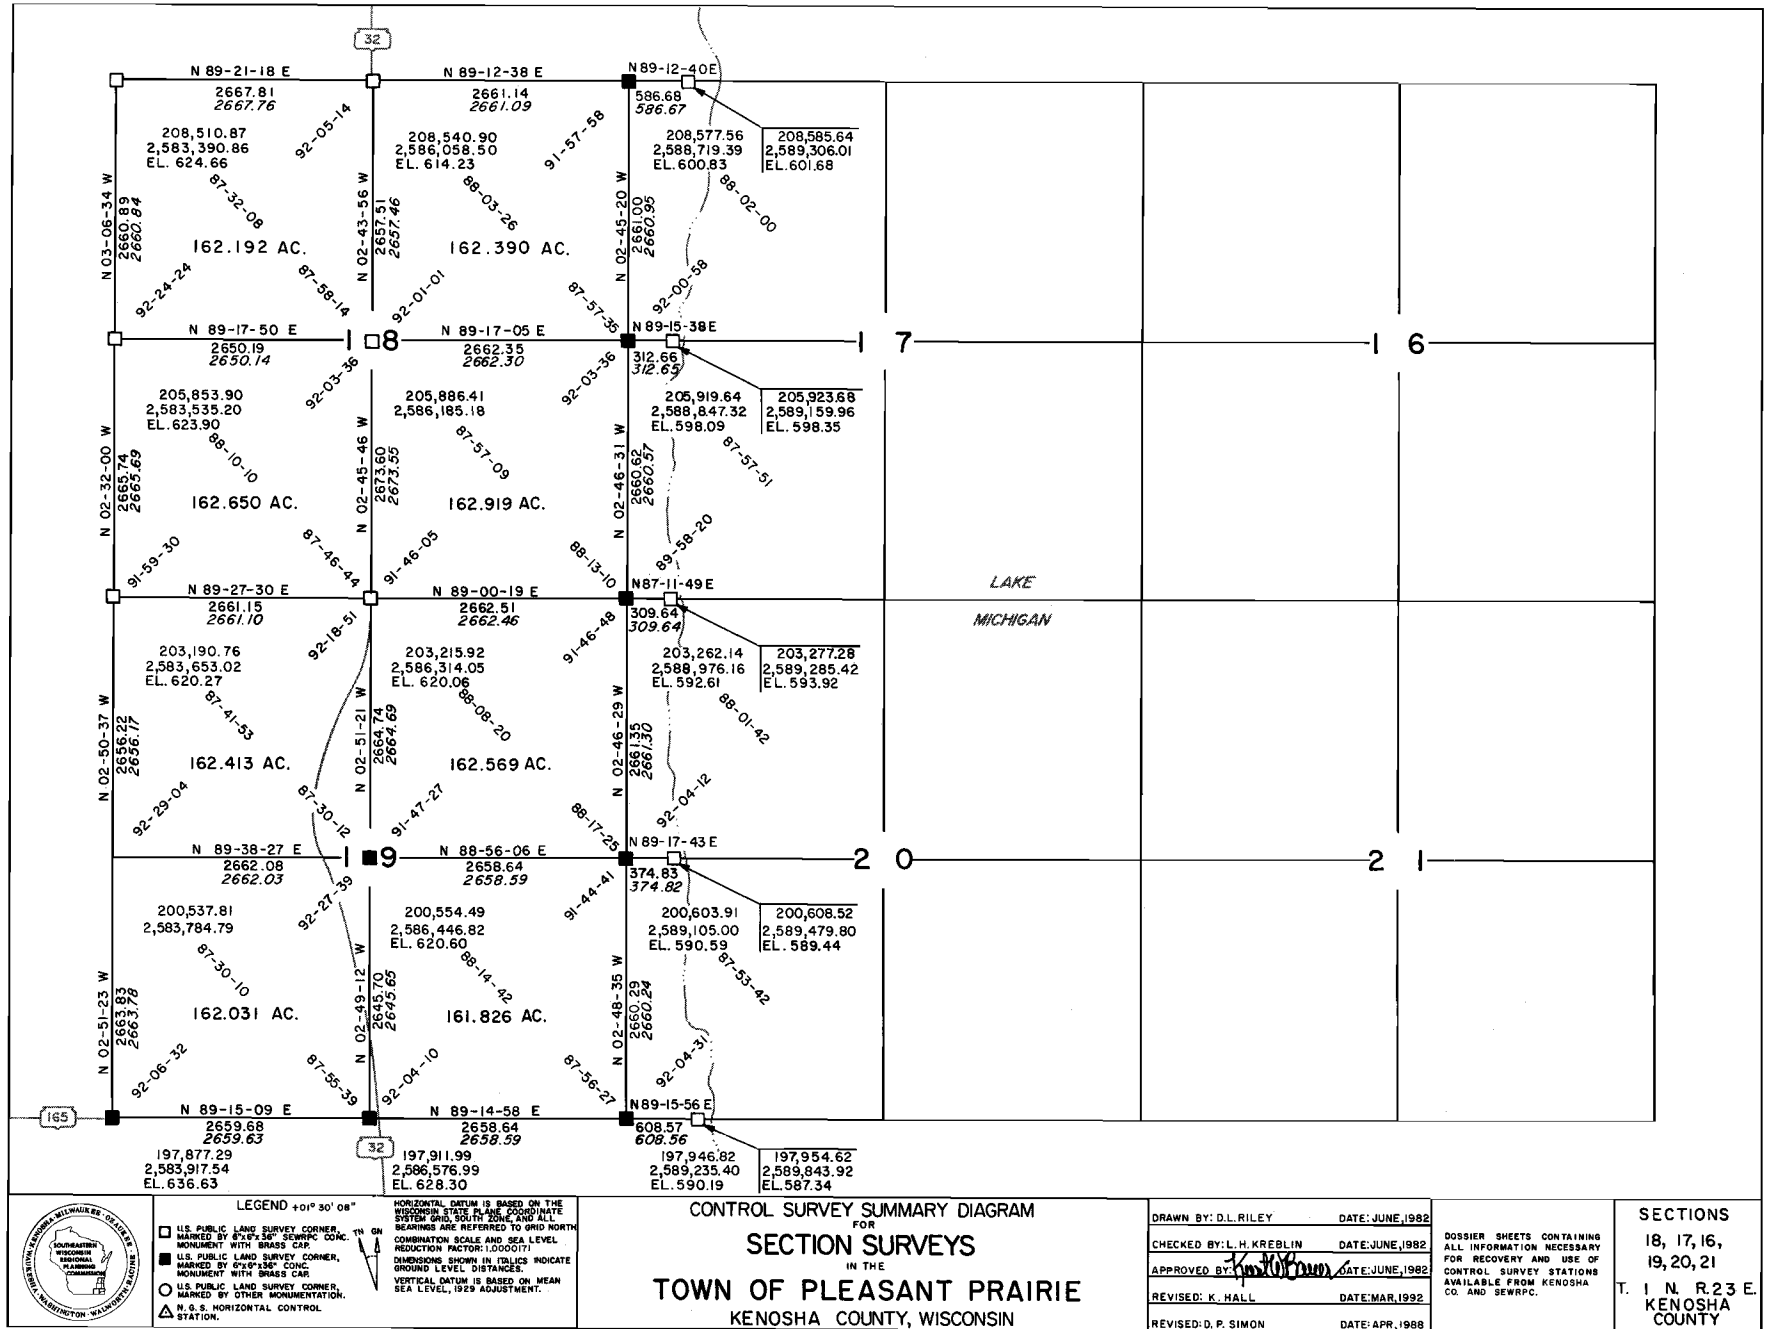 32
N 89-21-18 E
N 89-12-38 E
N 89-12-40 E
2667.81
2667.76
2661.14
2661.09
586.68
586.67
92-05-14
91-57-58
208,510.87
2,583,390.86
EL. 624.66
208,540.90
2,586,058.50
EL. 614.23
208,577.56
2,588,719.39
EL. 600.83
208,585.64
2,589,306.01
EL. 601.68
N 03-06-34 W
2660.89
2660.84
87-32-08
N 02-43-56 W
2657.51
2657.46
88-03-26
N 02-45-20 W
2661.00
2660.95
88-02-00
162.192 AC.
162.390 AC.
92-24-24
87-58-14
92-01-01
87-57-35
92-00-58
N 89-17-50 E
18
N 89-17-05 E
N 89-15-38 E
17
16
2650.19
2650.14
2662.35
2662.30
312.66
312.65
92-03-36
92-03-36
205,853.90
2,583,535.20
EL. 623.90
205,886.41
2,586,185.18
205,919.64
2,588,847.32
EL. 598.09
205,923.68
2,589,159.96
EL. 598.35
N 02-32-00 W
2665.74
2665.69
88-10-10
N 02-45-46 W
2673.60
2673.55
87-57-09
N 02-46-31 W
2660.62
2660.57
87-57-51
162.650 AC.
162.919 AC.
91-59-30
87-46-44
91-46-05
88-13-10
89-58-20
N 89-27-30 E
N 89-00-19 E
N 87-11-49 E
LAKE
MICHIGAN
2661.15
2661.10
2662.51
2662.46
309.64
309.64
92-18-51
91-46-48
203,190.76
2,583,653.02
EL. 620.27
203,215.92
2,586,314.05
EL. 620.06
203,262.14
2,588,976.16
EL. 592.61
203,277.28
2,589,285.42
EL. 593.92
N 02-50-37 W
2656.22
2656.17
87-41-53
N 02-51-21 W
2664.74
2664.69
88-08-20
N 02-46-29 W
2661.35
2661.30
88-01-42
162.413 AC.
162.569 AC.
92-29-04
87-30-12
91-47-27
88-17-25
92-04-12
N 89-38-27 E
19
N 88-56-06 E
N 89-17-43 E
20
21
2662.08
2662.03
2658.64
2658.59
374.83
374.82
92-27-39
91-44-41
200,537.81
2,583,784.79
200,554.49
2,586,446.82
EL. 620.60
200,603.91
2,589,105.00
EL. 590.59
200,608.52
2,589,479.80
EL. 589.44
N 02-51-23 W
2663.83
2663.78
87-30-10
N 02-49-12 W
2645.70
2645.65
88-14-42
N 02-48-35 W
2660.29
2660.24
87-53-42
162.031 AC.
161.826 AC.
92-06-32
87-55-39
92-04-10
87-56-27
92-04-31
165
N 89-15-09 E
N 89-14-58 E
N 89-15-56 E
2659.68
2659.63
32
2658.64
2658.59
608.57
608.56
197,877.29
2,583,917.54
EL. 636.63
197,911.99
2,586,576.99
EL. 628.30
197,946.82
2,589,235.40
EL. 590.19
197,954.62
2,589,843.92
EL. 587.34
SOUTHEASTERN
WISCONSIN
REGIONAL
PLANNING
COMMISSION
KENOSHA · MILWAUKEE · OZAUKEE · RACINE · WALWORTH · WASHINGTON · WAUKESHA
LEGEND +01° 30' 08"
U.S. PUBLIC LAND SURVEY CORNER,
MARKED BY 6"x6"x36" SEWRPC CONC.
MONUMENT WITH BRASS CAP.
U.S. PUBLIC LAND SURVEY CORNER,
MARKED BY 6"x6"x36" CONC.
MONUMENT WITH BRASS CAP.
U.S. PUBLIC LAND SURVEY CORNER,
MARKED BY OTHER MONUMENTATION.
N.G.S. HORIZONTAL CONTROL
STATION.
TN GN
HORIZONTAL DATUM IS BASED ON THE
WISCONSIN STATE PLANE COORDINATE
SYSTEM GRID, SOUTH ZONE, AND ALL
BEARINGS ARE REFERRED TO GRID NORTH
COMBINATION SCALE AND SEA LEVEL
REDUCTION FACTOR: 1.0000171
DIMENSIONS SHOWN IN ITALICS INDICATE
GROUND LEVEL DISTANCES.
VERTICAL DATUM IS BASED ON MEAN
SEA LEVEL, 1929 ADJUSTMENT.
CONTROL SURVEY SUMMARY DIAGRAM
FOR
SECTION SURVEYS
IN THE
TOWN OF PLEASANT PRAIRIE
KENOSHA COUNTY, WISCONSIN
DRAWN BY: D.L. RILEY DATE: JUNE, 1982
CHECKED BY: L.H. KREBLIN DATE: JUNE, 1982
APPROVED BY: DATE: JUNE, 1982
REVISED: K. HALL DATE: MAR, 1992
REVISED: D.P. SIMON DATE: APR, 1988
DOSSIER SHEETS CONTAINING
ALL INFORMATION NECESSARY
FOR RECOVERY AND USE OF
CONTROL SURVEY STATIONS
AVAILABLE FROM KENOSHA
CO. AND SEWRPC.
SECTIONS
18, 17, 16,
19, 20, 21
T. 1 N. R. 23 E.
KENOSHA
COUNTY